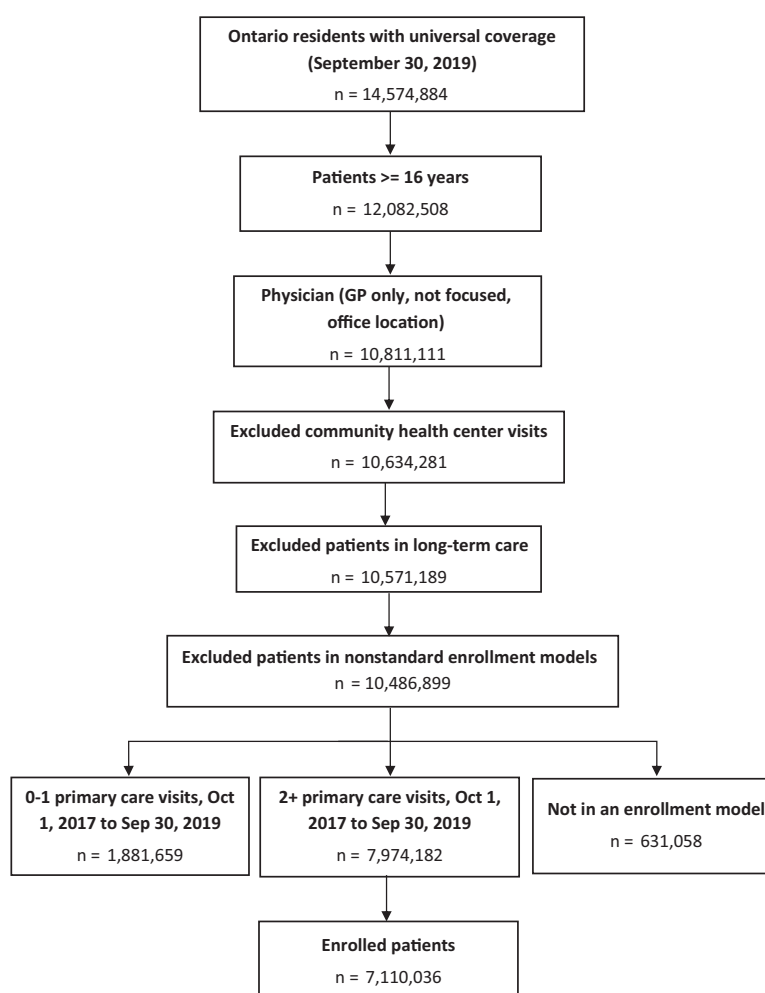 Ontario residents with universal coverage
(September 30, 2019)
n = 14,574,884
Patients >= 16 years
n = 12,082,508
Physician (GP only, not focused,
office location)
n = 10,811,111
Excluded community health center visits
n = 10,634,281
Excluded patients in long-term care
n = 10,571,189
Excluded patients in nonstandard enrollment models
n = 10,486,899
0-1 primary care visits, Oct
1, 2017 to Sep 30, 2019
n = 1,881,659
2+ primary care visits, Oct 1,
2017 to Sep 30, 2019
n = 7,974,182
Not in an enrollment model
n = 631,058
Enrolled patients
n = 7,110,036